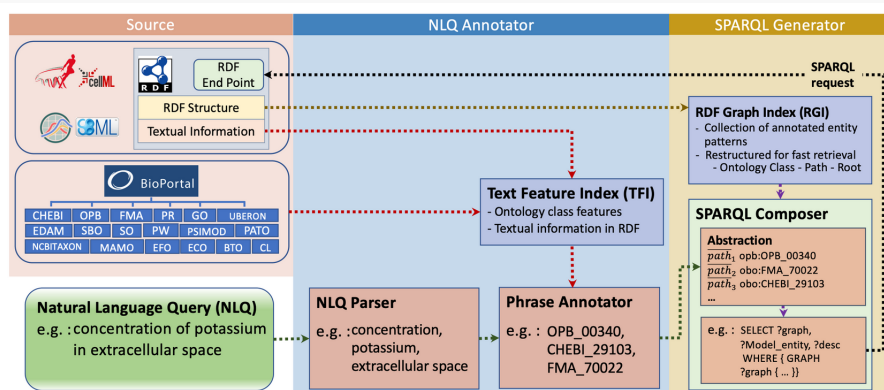 Source
NLQ Annotator
SPARQL Generator
cellML
RDF
RDF
End Point
SPARQL
request
RDF Structure
Textual Information
SBML
RDF Graph Index (RGI)
- Collection of annotated entity
patterns
- Restructured for fast retrieval
- Ontology Class - Path - Root
BioPortal
CHEBI OPB FMA PR GO UBERON
EDAM SBO SO PW PSIMOD PATO
NCBITAXON MAMO EFO ECO BTO CL
Text Feature Index (TFI)
- Ontology class features
- Textual information in RDF
SPARQL Composer
Abstraction
path₁ opb:OPB_00340
path₂ obo:FMA_70022
path₃ obo:CHEBI_29103
...
Natural Language Query (NLQ)
e.g. :concentration of potassium
in extracellular space
NLQ Parser
e.g. :concentration,
potassium,
extracellular space
Phrase Annotator
e.g. : OPB_00340,
CHEBI_29103,
FMA_70022
e.g. : SELECT ?graph,
?Model_entity, ?desc
WHERE { GRAPH
?graph { ... }}